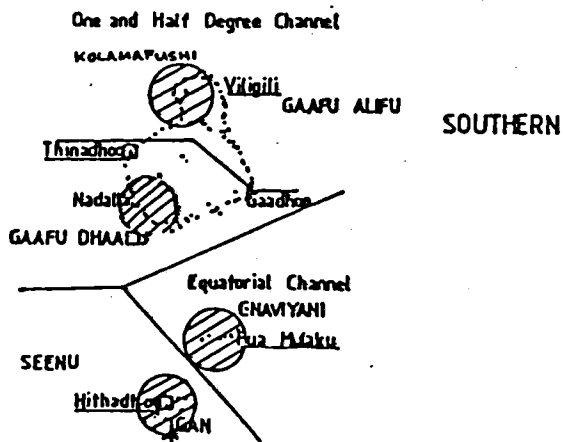 One and Half Degree Channel
KOLAMAFUSHI
Viligili
GAAFU ALIFU
SOUTHERN
Thinadhoo
Nadalla
Gaadhoo
GAAFU DHAAL
Equatorial Channel
GNAVIYANI
Fua Mulaku
SEENU
Hithadhoo
GAN